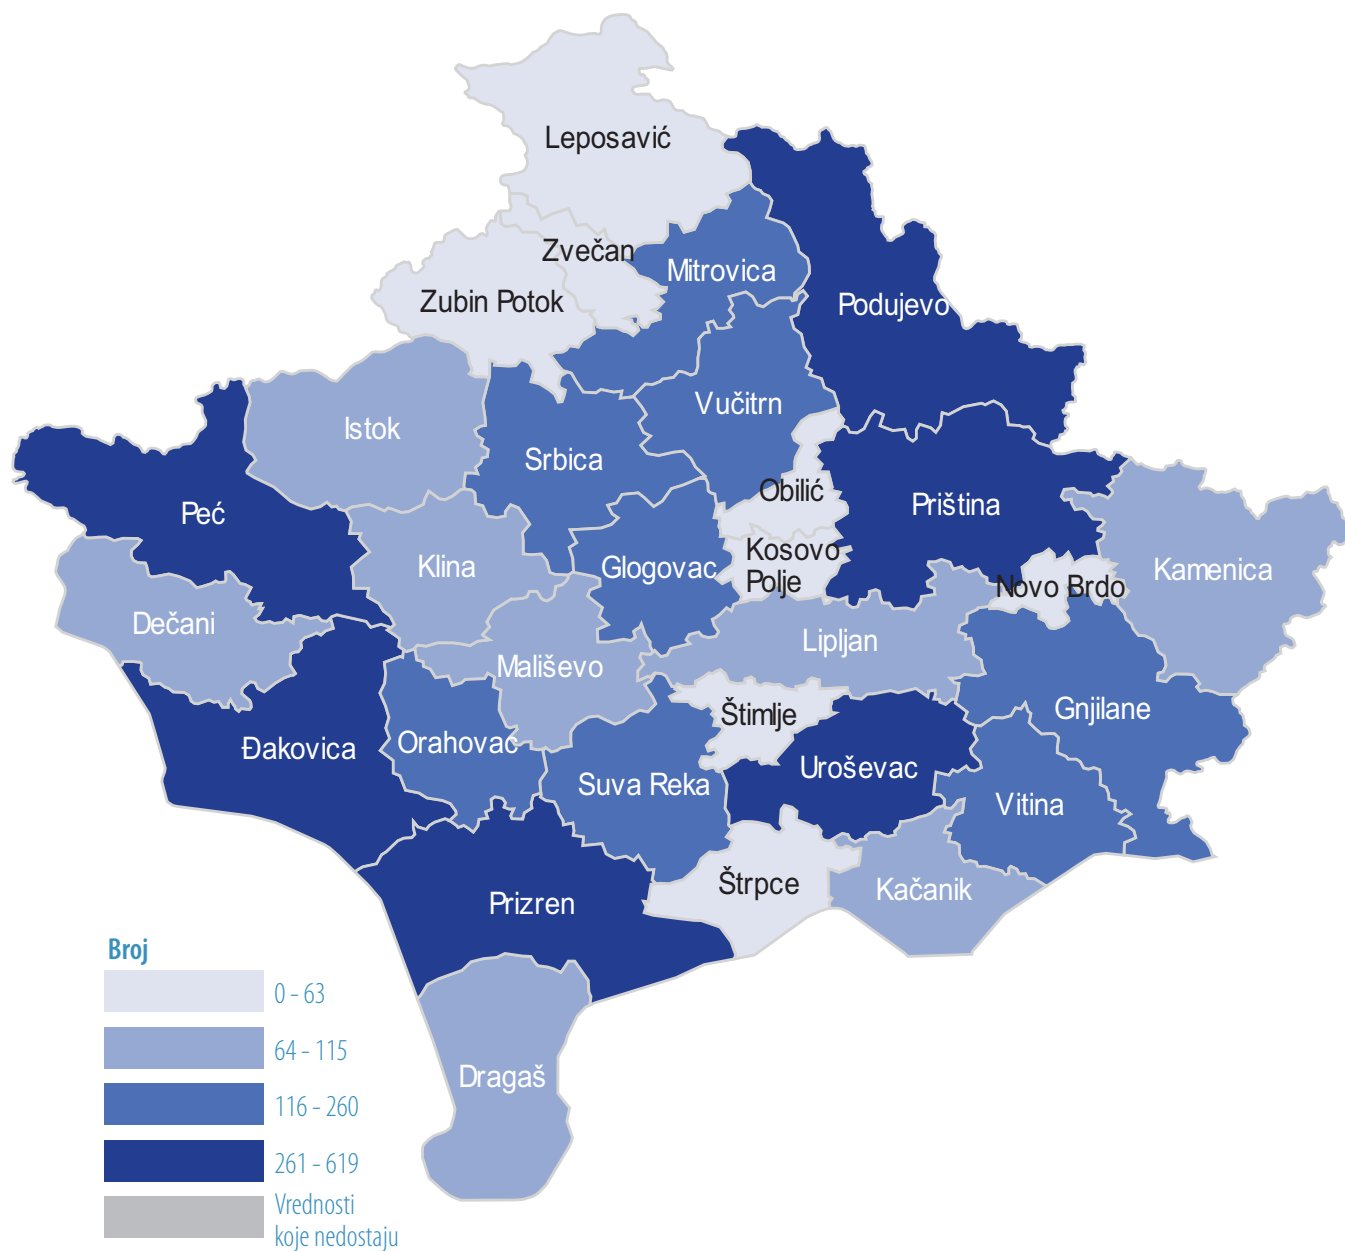 Leposavić
Zvečan
Mitrovica
Zubin Potok
Podujevo
Vučitrn
Istok
Srbica
Obilić
Priština
Peć
Kosovo
Polje
Klina
Glogovac
Kamenica
Novo Brdo
Dečani
Lipljan
Mališevo
Gnjilane
Štimlje
Đakovica
Orahovac
Uroševac
Suva Reka
Vitina
Štrpce
Kačanik
Prizren
Dragaš
Broj
0 - 63
64 - 115
116 - 260
261 - 619
Vrednosti
koje nedostaju